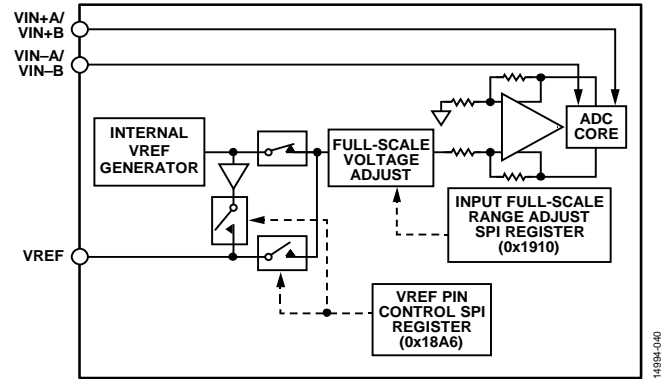 VIN+A/
VIN+B
VIN–A/
VIN–B
INTERNAL
VREF
GENERATOR
FULL-SCALE
VOLTAGE
ADJUST
ADC
CORE
INPUT FULL-SCALE
RANGE ADJUST
SPI REGISTER
(0x1910)
VREF
VREF PIN
CONTROL SPI
REGISTER
(0x18A6)
14994-040